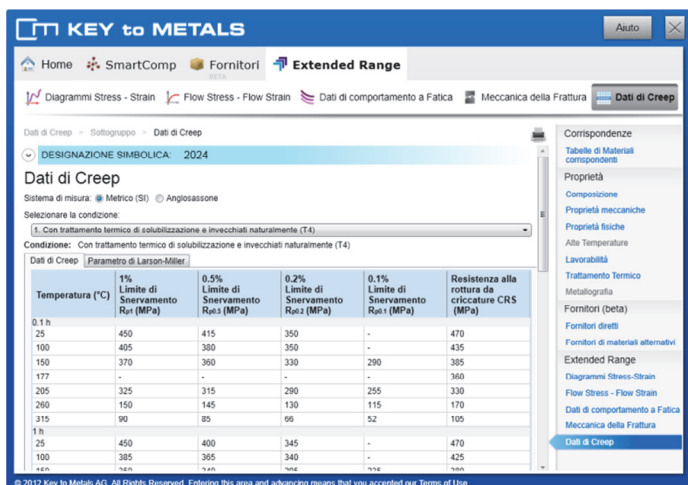 KEY to METALS
Aiuto
Home SmartComp Fornitori Extended Range
BETA
Diagrammi Stress - Strain Flow Stress - Flow Strain Dati di comportamento a Fatica Meccanica della Frattura Dati di Creep
Dati di Creep > Sottogruppo > Dati di Creep
DESIGNAZIONE SIMBOLICA: 2024
Dati di Creep
Sistema di misura: Metrico (SI) Anglosassone
Selezionare la condizione:
1. Con trattamento termico di solubilizzazione e invecchiati naturalmente (T4)
Condizione: Con trattamento termico di solubilizzazione e invecchiati naturalmente (T4)
Dati di Creep Parametro di Larson-Miller
Temperatura (°C) 1% Limite di Snervamento Rp1 (MPa) 0.5% Limite di Snervamento Rp0.5 (MPa) 0.2% Limite di Snervamento Rp0.2 (MPa) 0.1% Limite di Snervamento Rp0.1 (MPa) Resistenza alla rottura da criccature CRS (MPa)
0.1 h
25 450 415 350 - 470
100 405 380 350 - 435
150 370 360 330 290 385
177 - - - - 360
205 325 315 290 255 330
260 150 145 130 115 170
315 90 85 66 52 105
1 h
25 450 400 345 - 470
100 385 365 340 - 425
Corrispondenze
Tabelle di Materiali
corrispondenti
Proprietà
Composizione
Proprietà meccaniche
Proprietà fisiche
Alte Temperature
Lavorabilità
Trattamento Termico
Metallografia
Fornitori (beta)
Fornitori diretti
Fornitori di materiali alternativi
Extended Range
Diagrammi Stress-Strain
Flow Stress - Flow Strain
Dati di comportamento a Fatica
Meccanica della Frattura
Dati di Creep
© 2012 Key to Metals AG. All Rights Reserved. Entering this area and advancing means that you accepted our Terms of Use